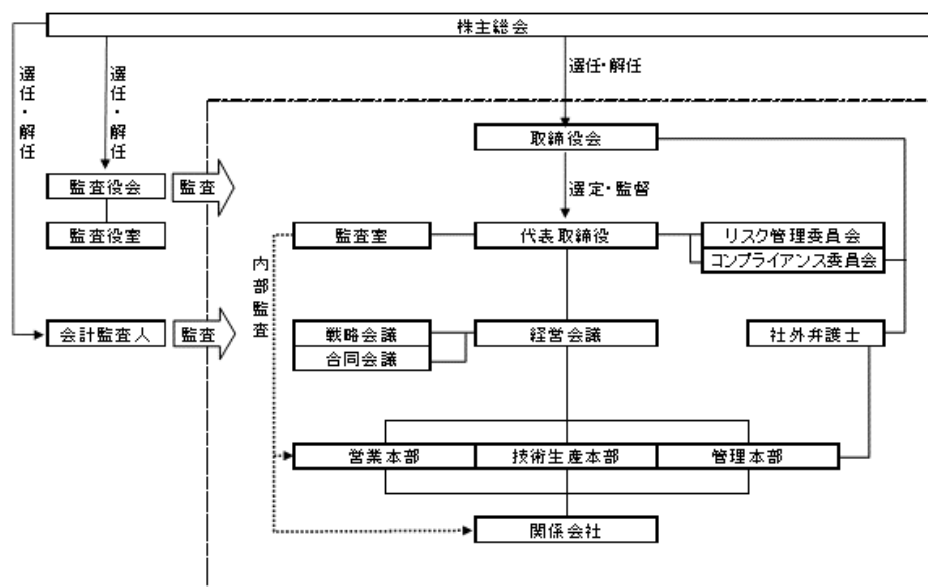 株主総会
選任・解任
選任・解任
選任・解任
取締役会
監査役会
監査
選定・監督
監査役室
監査室
代表取締役
リスク管理委員会
コンプライアンス委員会
内部監査
会計監査人
監査
戦略会議
経営会議
社外弁護士
合同会議
営業本部
技術生産本部
管理本部
関係会社